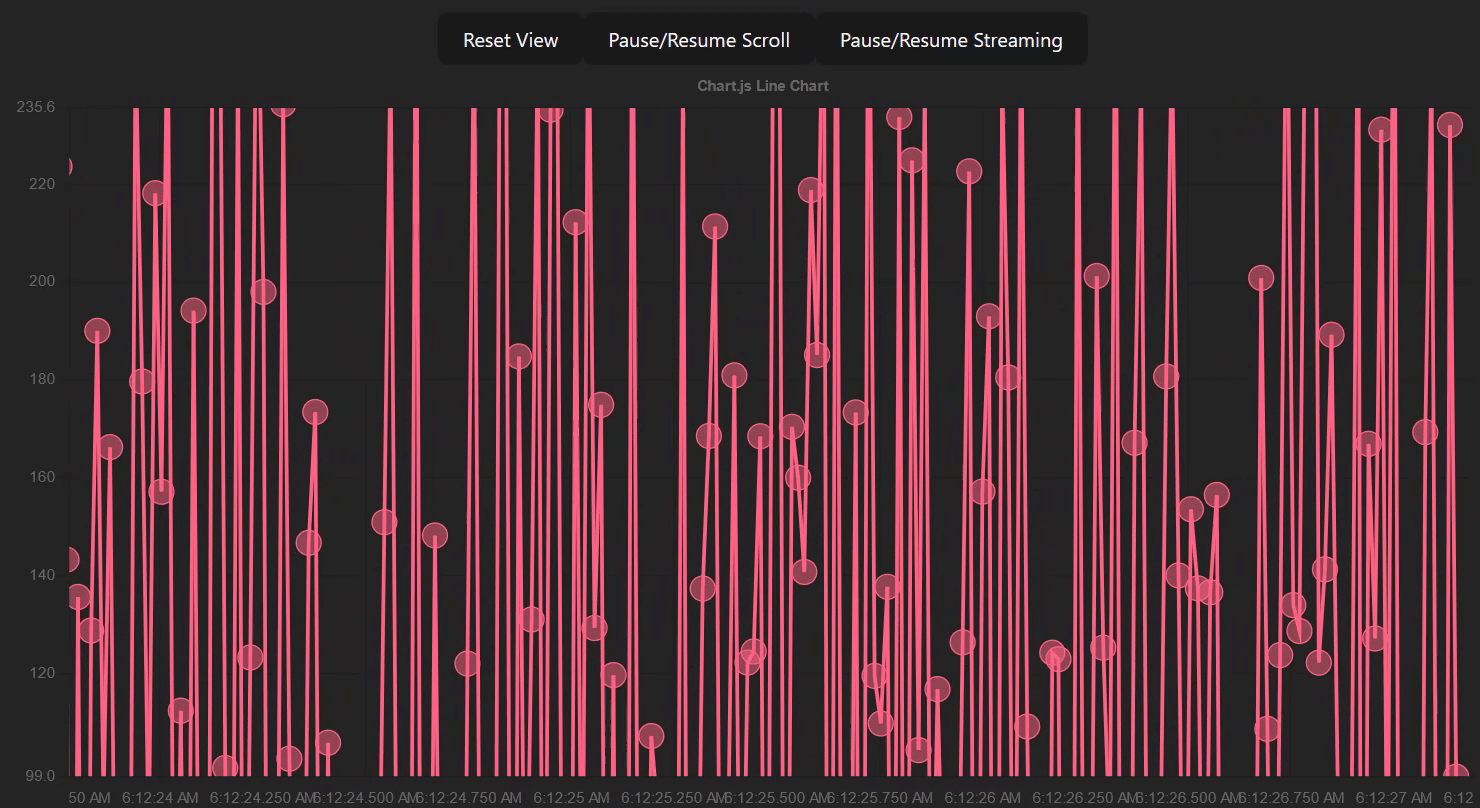 Reset View Pause/Resume Scroll Pause/Resume Streaming
Chart.js Line Chart
235.6
220
200
180
160
140
120
99.0
50 AM 6:12:24 AM 6:12:24.250 AM 6:12:24.500 AM 6:12:24.750 AM 6:12:25 AM 6:12:25.250 AM 6:12:25.500 AM 6:12:25.750 AM 6:12:26 AM 6:12:26.250 AM 6:12:26.500 AM 6:12:26.750 AM 6:12:27 AM 6:12